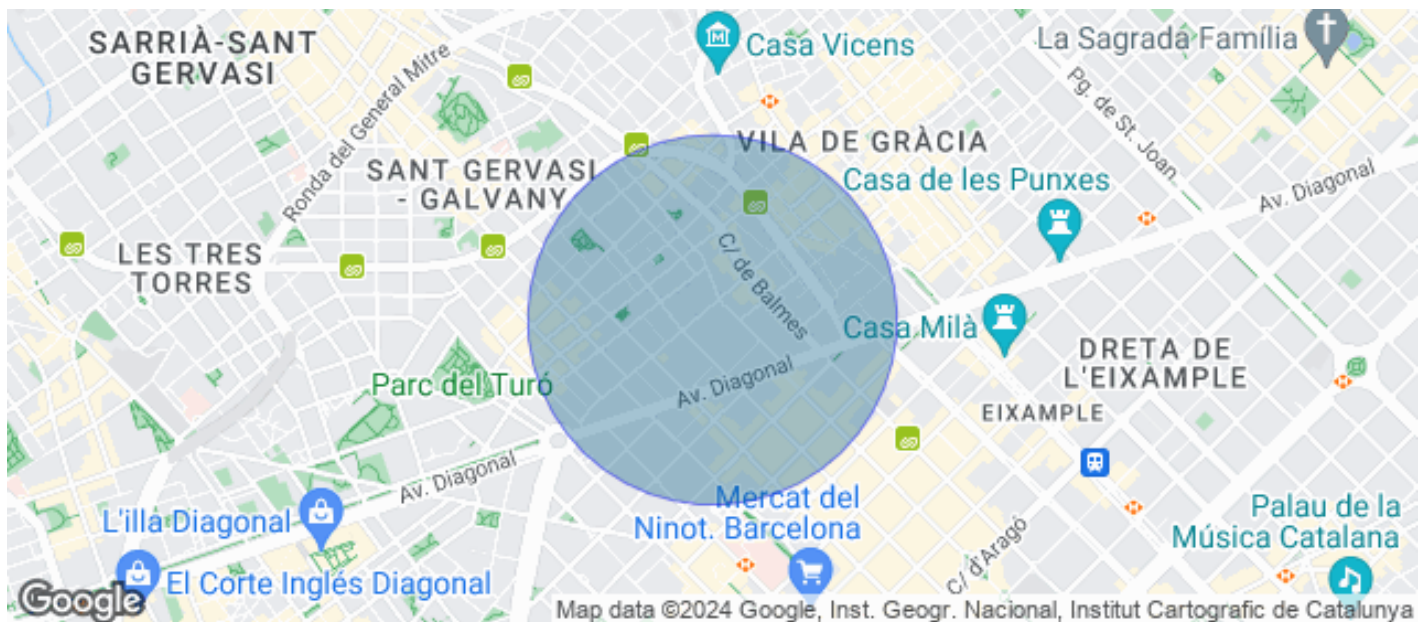 SARRIÀ-SANT
GERVASI
Ronda del General Mitre
Casa Vicens
La Sagrada Família
Pg. de St. Joan
SANT GERVASI
- GALVANY
VILA DE GRÀCIA
Casa de les Punxes
Av. Diagonal
LES TRES
TORRES
C/ de Balmes
Casa Milà
DRETA DE
L'EIXAMPLE
Parc del Turó
Av. Diagonal
EIXAMPLE
Av. Diagonal
L'illa Diagonal
Mercat del
Ninot. Barcelona
C/ d'Aragó
Palau de la
Música Catalana
El Corte Inglés Diagonal
Google
Map data ©2024 Google, Inst. Geogr. Nacional, Institut Cartografic de Catalunya